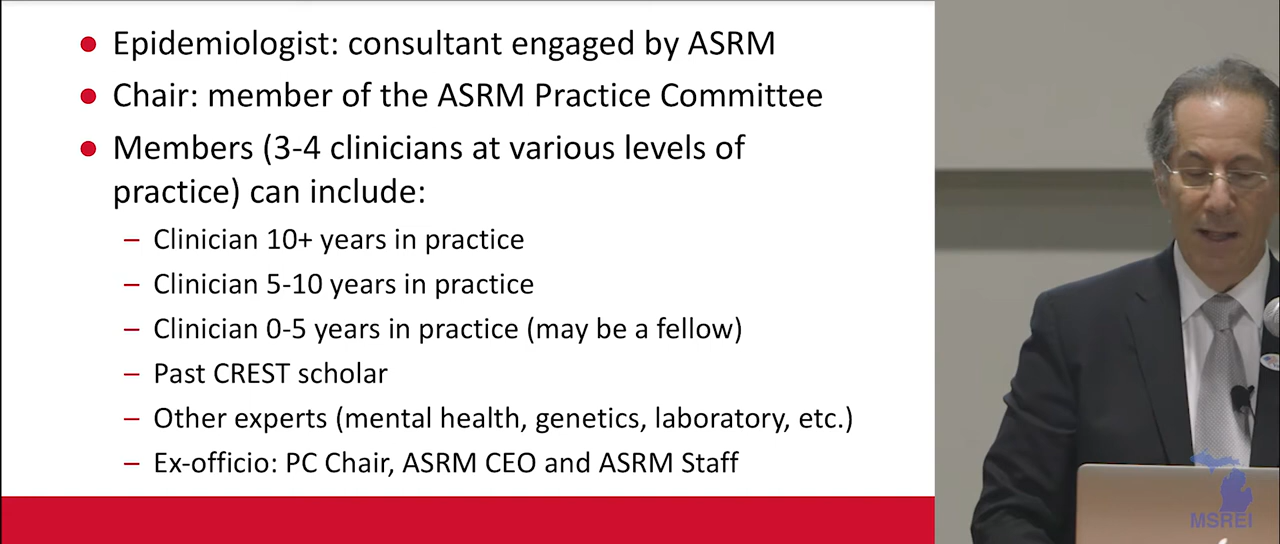 ● Epidemiologist: consultant engaged by ASRM
● Chair: member of the ASRM Practice Committee
● Members (3-4 clinicians at various levels of
practice) can include:
– Clinician 10+ years in practice
– Clinician 5-10 years in practice
– Clinician 0-5 years in practice (may be a fellow)
– Past CREST scholar
– Other experts (mental health, genetics, laboratory, etc.)
– Ex-officio: PC Chair, ASRM CEO and ASRM Staff
MSREI